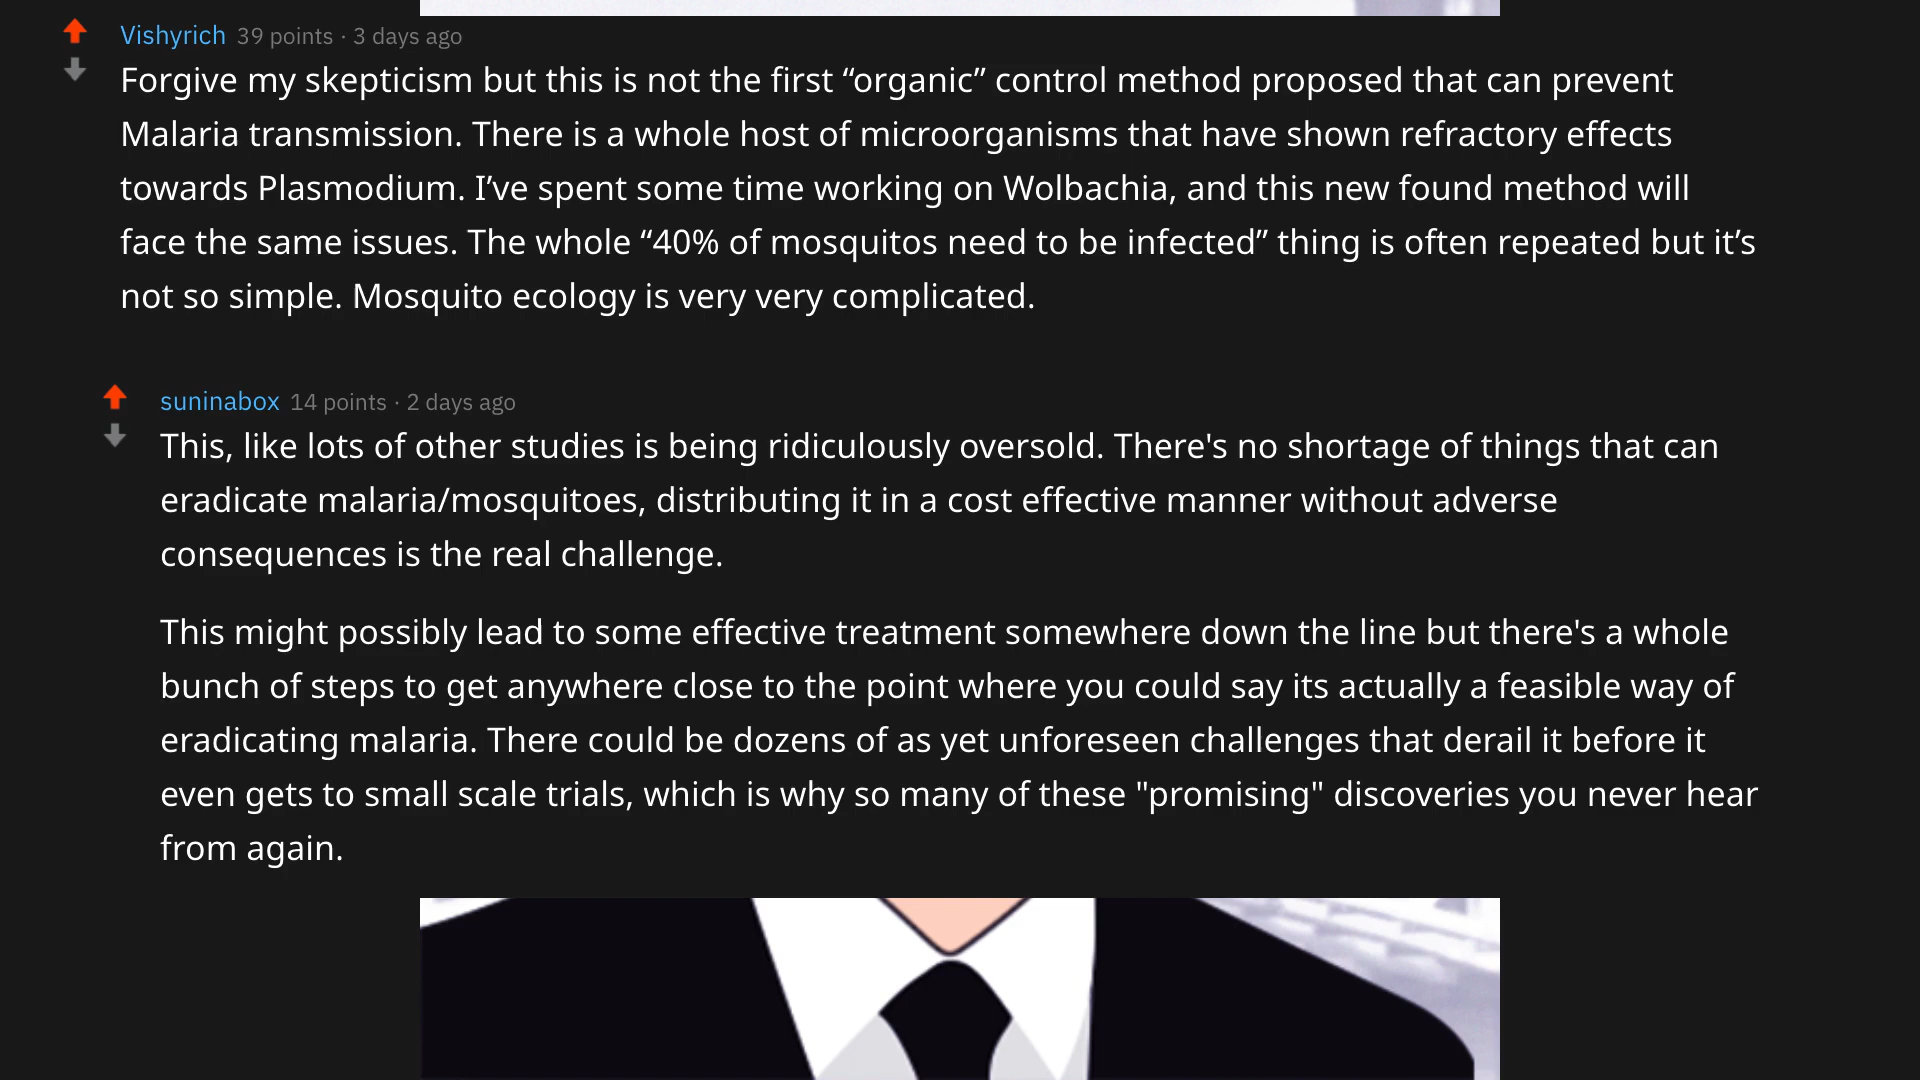 Vishyrich 39 points · 3 days ago
Forgive my skepticism but this is not the first “organic” control method proposed that can prevent
Malaria transmission. There is a whole host of microorganisms that have shown refractory effects
towards Plasmodium. I’ve spent some time working on Wolbachia, and this new found method will
face the same issues. The whole “40% of mosquitos need to be infected” thing is often repeated but it’s
not so simple. Mosquito ecology is very very complicated.
suninabox 14 points · 2 days ago
This, like lots of other studies is being ridiculously oversold. There's no shortage of things that can
eradicate malaria/mosquitoes, distributing it in a cost effective manner without adverse
consequences is the real challenge.
This might possibly lead to some effective treatment somewhere down the line but there's a whole
bunch of steps to get anywhere close to the point where you could say its actually a feasible way of
eradicating malaria. There could be dozens of as yet unforeseen challenges that derail it before it
even gets to small scale trials, which is why so many of these "promising" discoveries you never hear
from again.